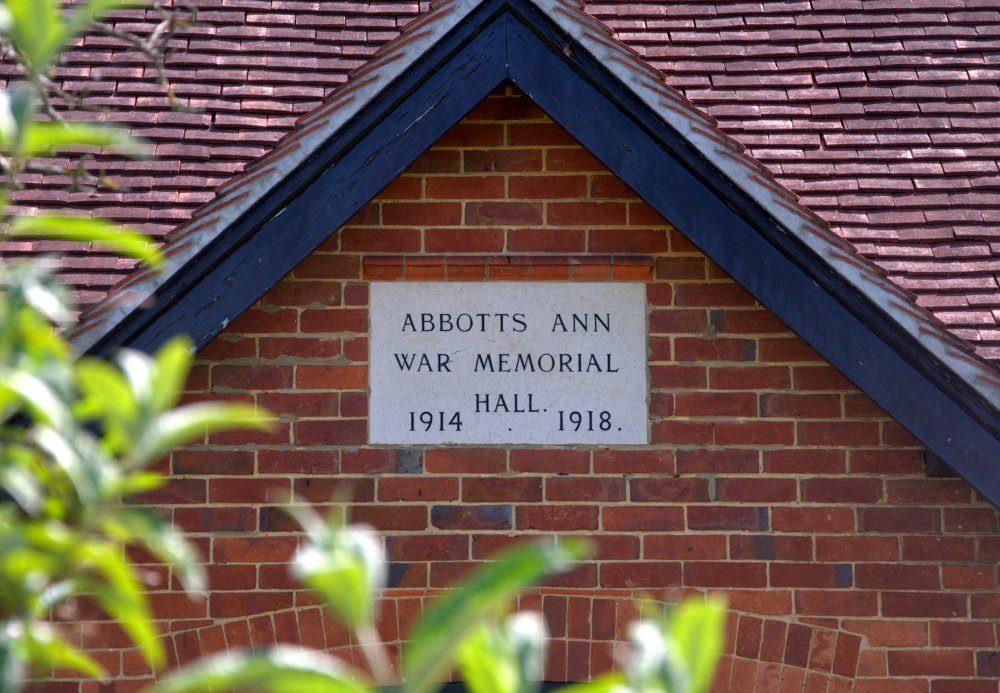 ABBOTTS ANN
WAR MEMORIAL
HALL.
1914 . 1918.